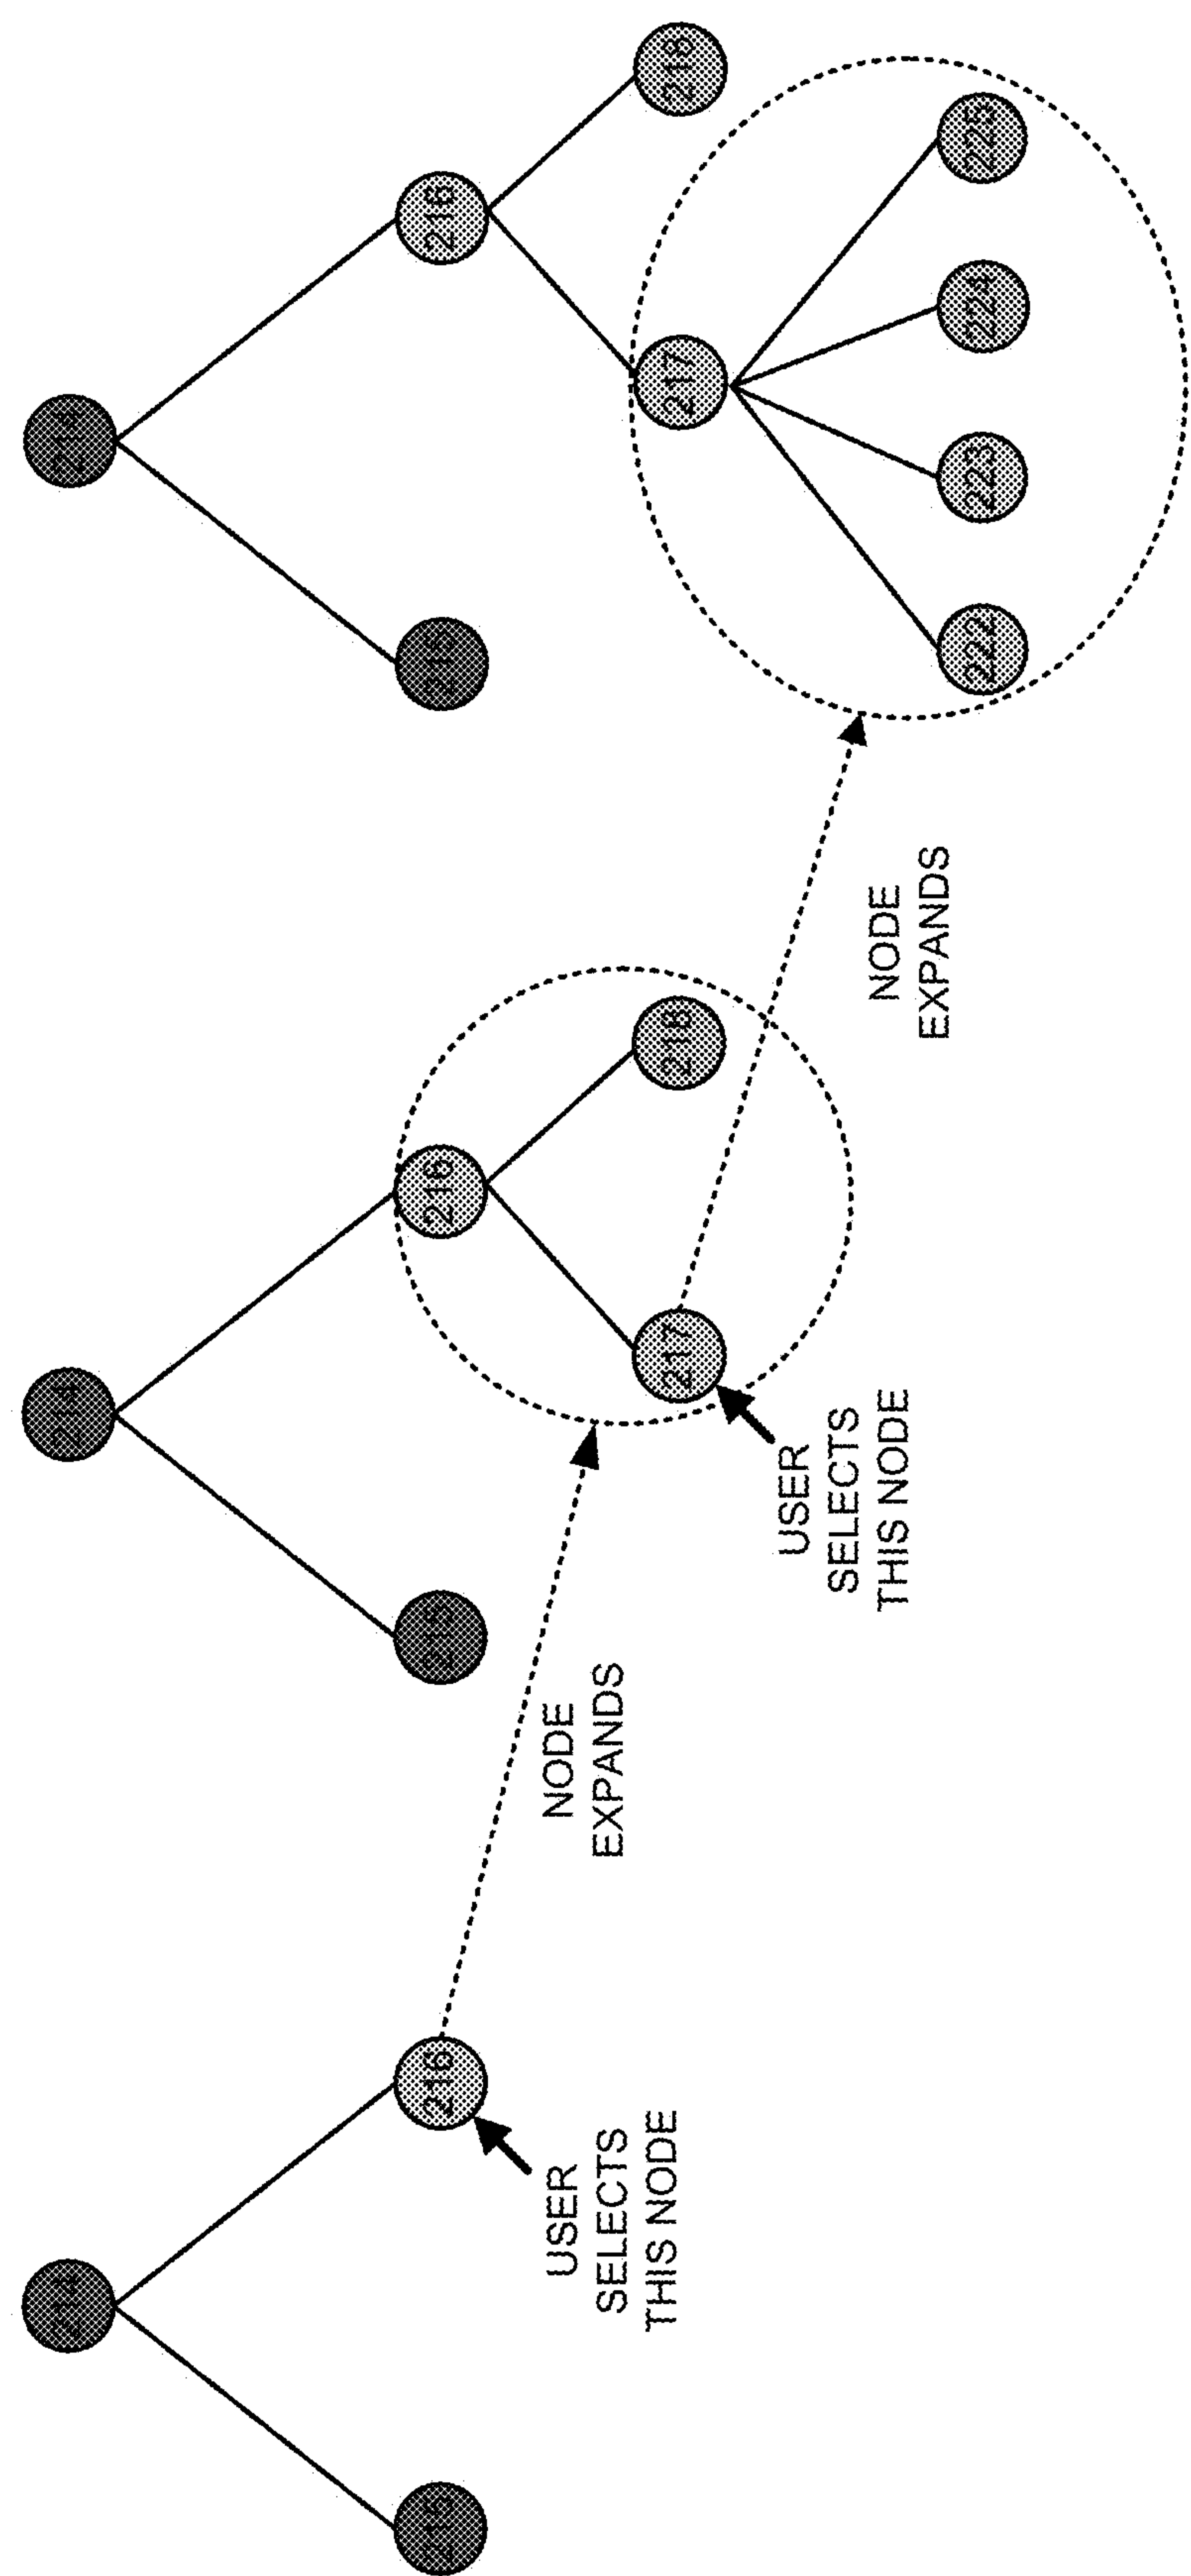 214
215
216
USER
SELECTS
THIS NODE
NODE
EXPANDS
214
215
216
217
218
USER
SELECTS
THIS NODE
NODE
EXPANDS
214
215
216
217
218
222
223
224
225